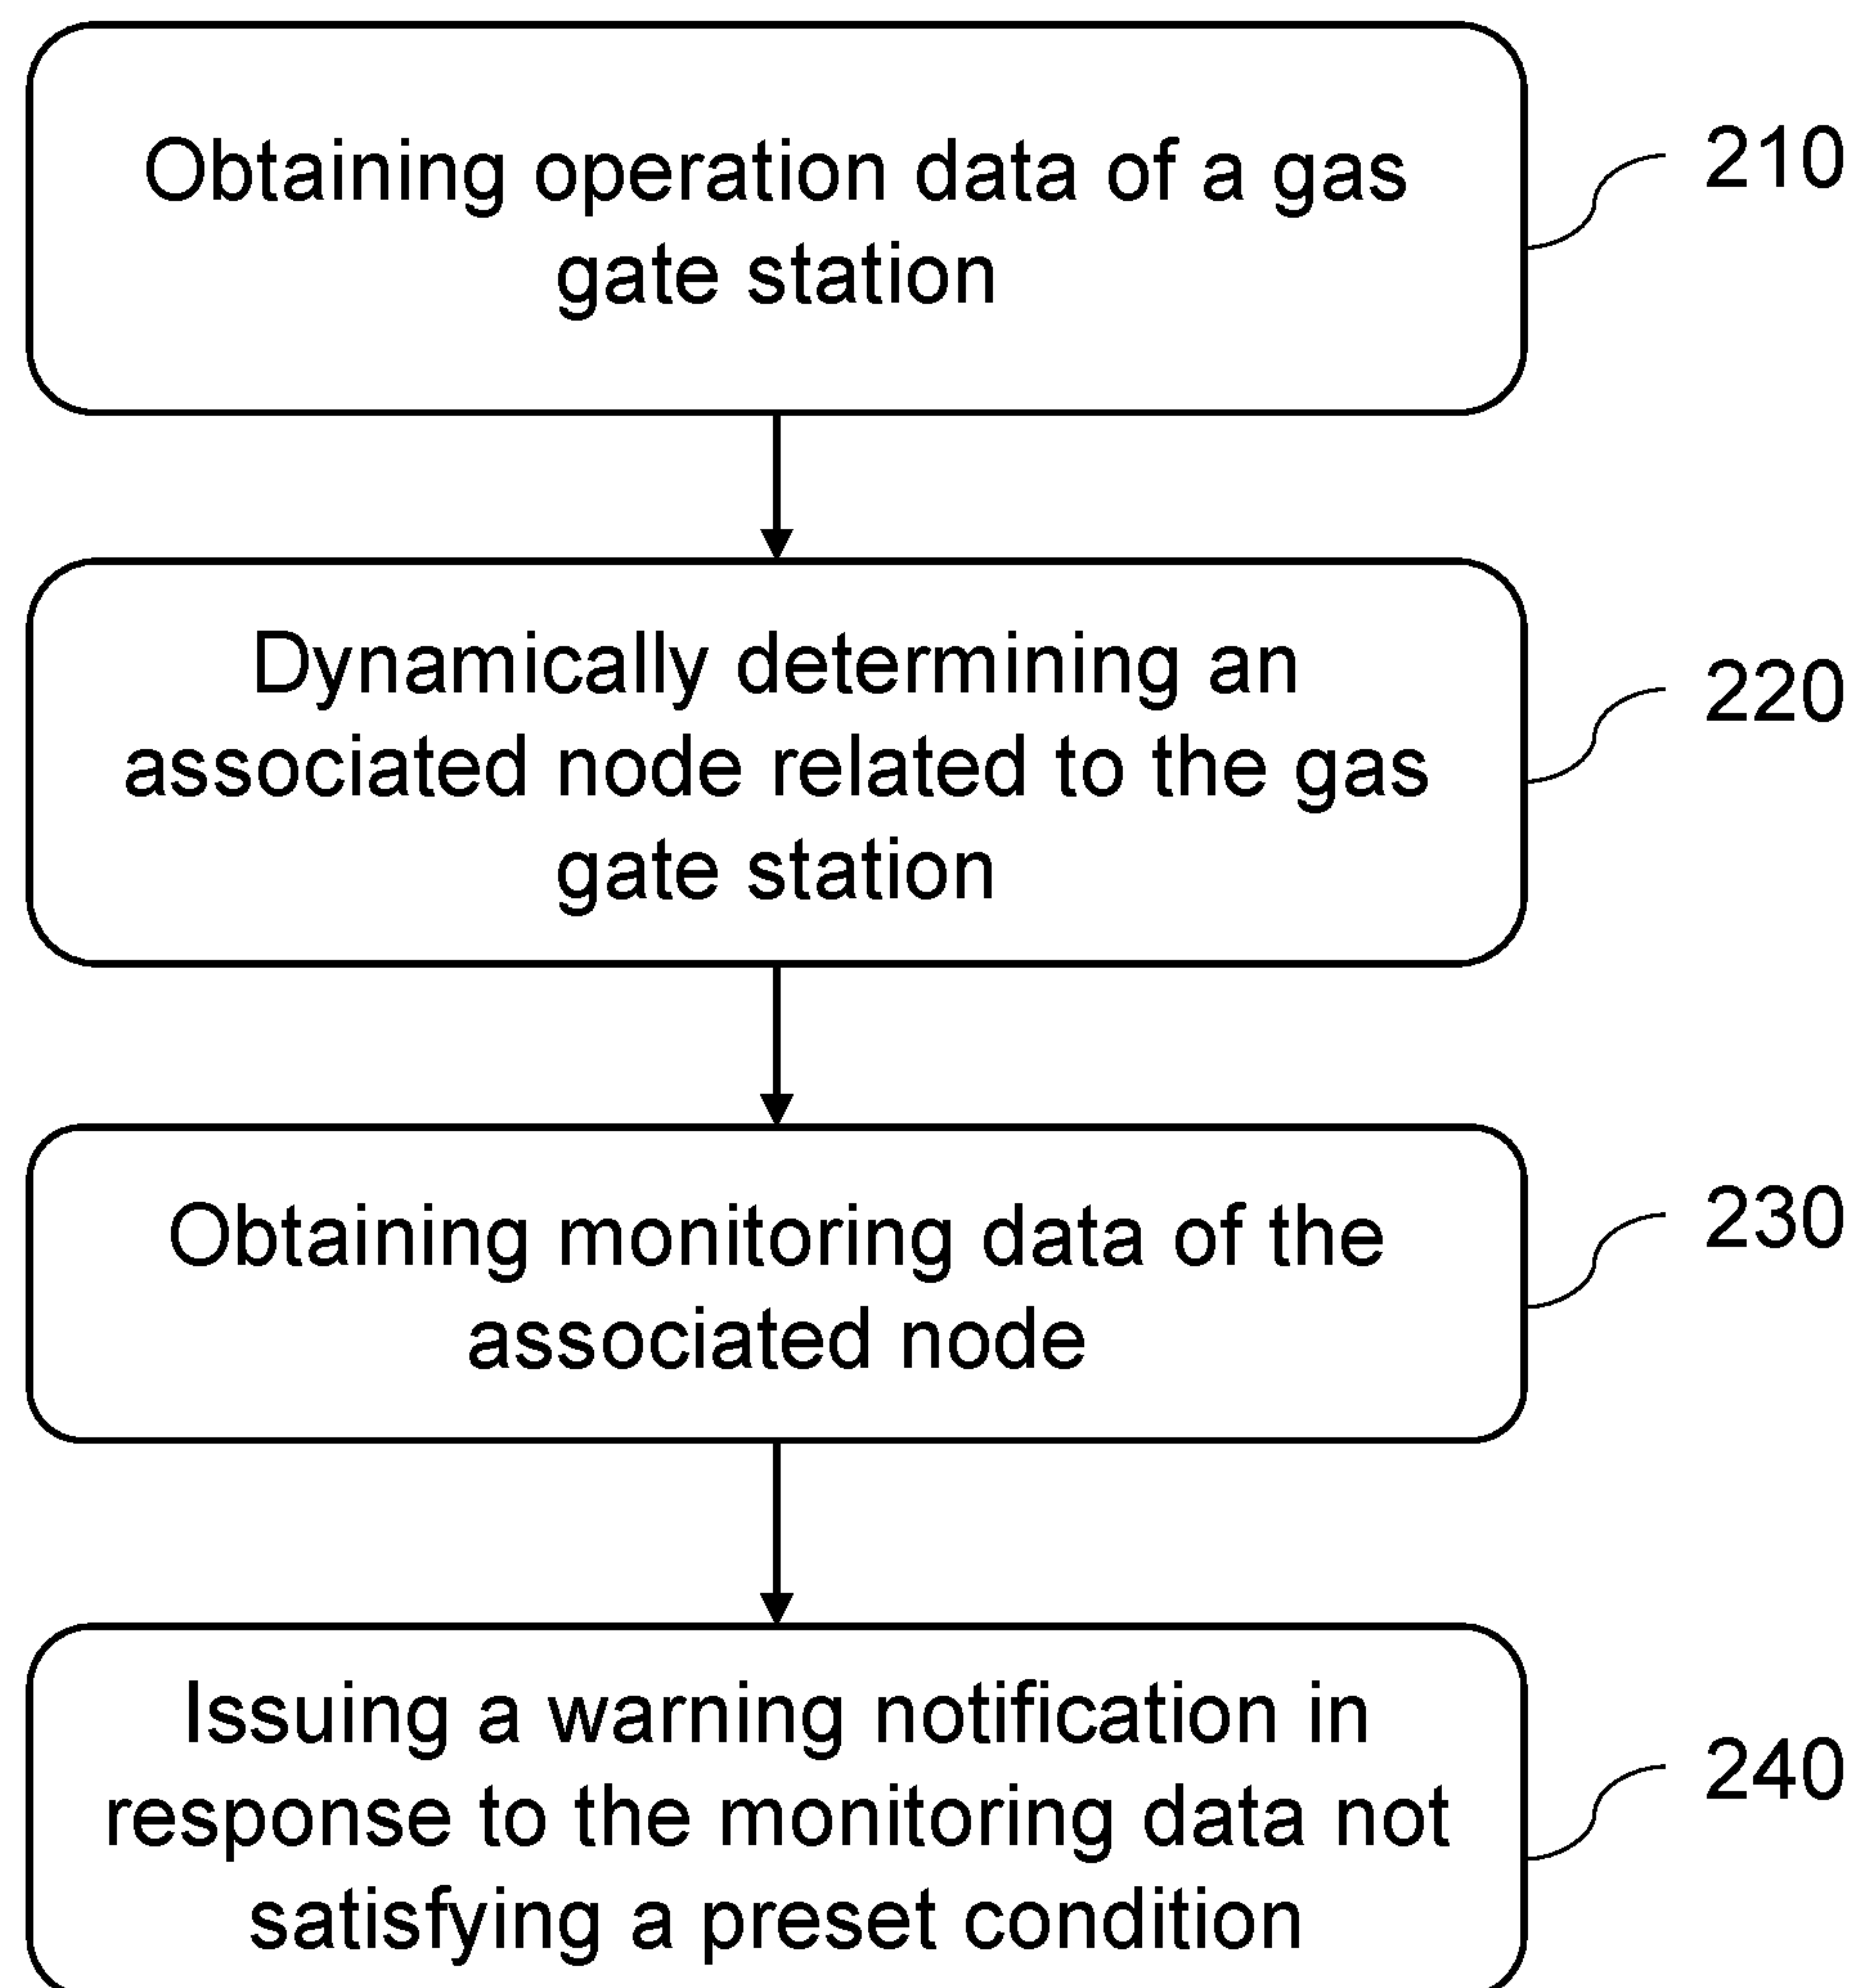 Obtaining operation data of a gas
gate station
210
Dynamically determining an
associated node related to the gas
gate station
220
Obtaining monitoring data of the
associated node
230
Issuing a warning notification in
response to the monitoring data not
satisfying a preset condition
240